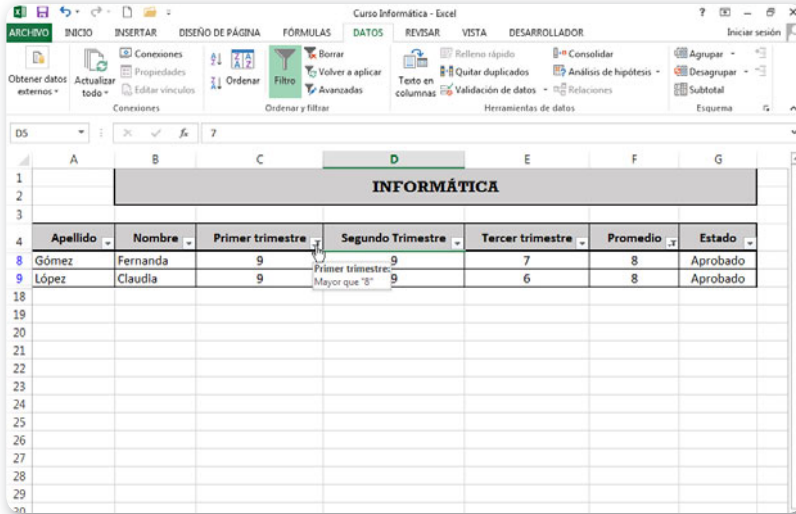 Curso Informática - Excel
ARCHIVO INICIO INSERTAR DISEÑO DE PÁGINA FÓRMULAS DATOS REVISAR VISTA DESARROLLADOR Iniciar sesión
Obtener datos externos
Actualizar todo
Conexiones
Propiedades
Editar vínculos
Conexiones
Ordenar
Filtro
Borrar
Volver a aplicar
Avanzadas
Ordenar y filtrar
Texto en columnas
Relleno rápido
Quitar duplicados
Validación de datos
Consolidar
Análisis de hipótesis
Relaciones
Herramientas de datos
Agrupar
Desagrupar
Subtotal
Esquema
D5 fx 7
A B C D E F G
1 INFORMÁTICA
2
3
4 Apellido Nombre Primer trimestre Segundo Trimestre Tercer trimestre Promedio Estado
8 Gómez Fernanda 9 9 7 8 Aprobado
9 López Claudia 9 9 6 8 Aprobado
Primer trimestre:
Mayor que "8"
18
19
20
21
22
23
24
25
26
27
28
29
30